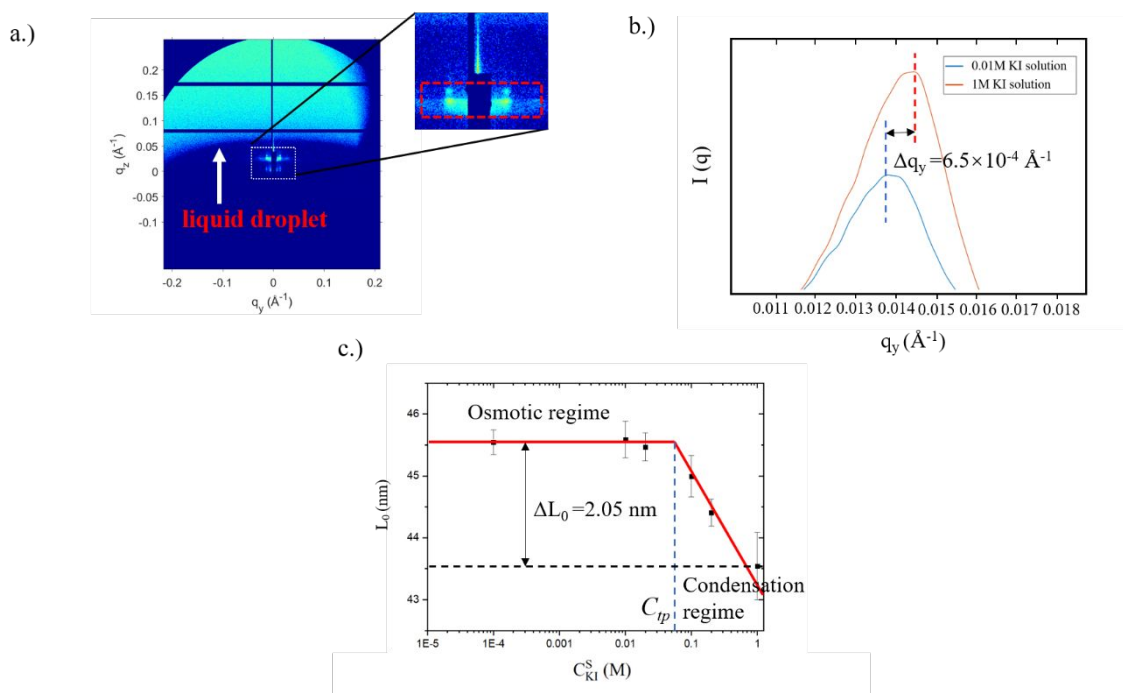 a.)
0.2
0.15
0.1
0.05
0
-0.05
-0.1
q_z (Å⁻¹)
liquid droplet
-0.2 -0.1 0 0.1 0.2
q_y (Å⁻¹)
b.)
0.01M KI solution
1M KI solution
Δq_y =6.5×10⁻⁴ Å⁻¹
I (q)
0.011 0.012 0.013 0.014 0.015 0.016 0.017 0.018
q_y (Å⁻¹)
c.)
46
45
44
43
L₀ (nm)
Osmotic regime
ΔL₀ =2.05 nm
C_tp
Condensation
regime
1E-5 1E-4 0.001 0.01 0.1 1
C^S_KI (M)